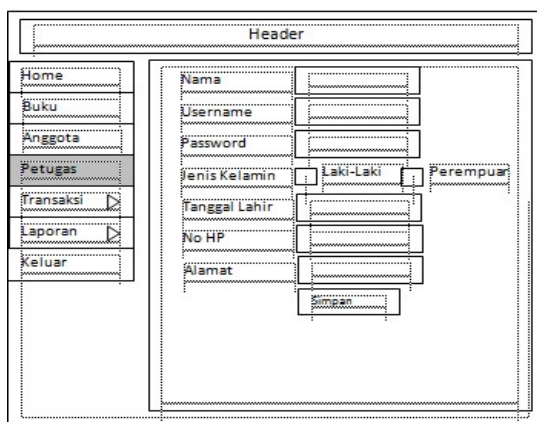 Header
Home
Buku
Anggota
Petugas
Transaksi
Laporan
Keluar
Nama
Username
Password
Jenis Kelamin Laki-Laki Perempuar
Tanggal Lahir
No HP
Alamat
Simpan